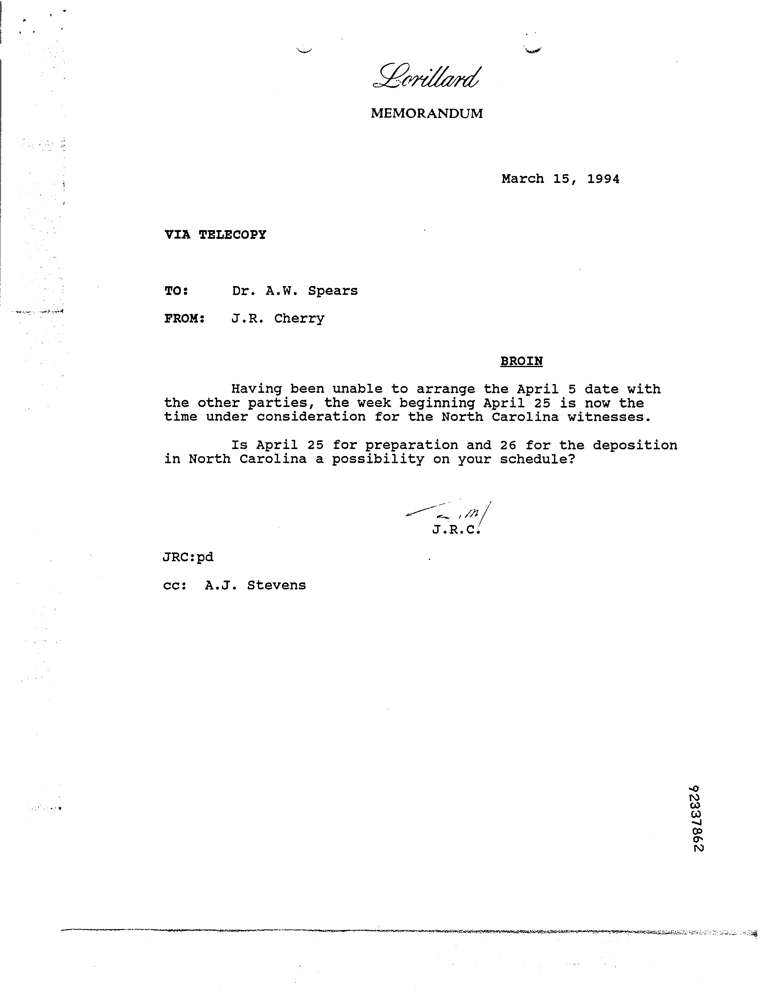 Lorillard
MEMORANDUM
March 15, 1994
VIA TELECOPY
TO: Dr. A.W. Spears
FROM: J.R. Cherry
BROIN
Having been unable to arrange the April 5 date with
the other parties, the week beginning April 25 is now the
time under consideration for the North Carolina witnesses.
Is April 25 for preparation and 26 for the deposition
in North Carolina a possibility on your schedule?
J.R.C.
JRC:pd
cc: A.J. Stevens
92337862